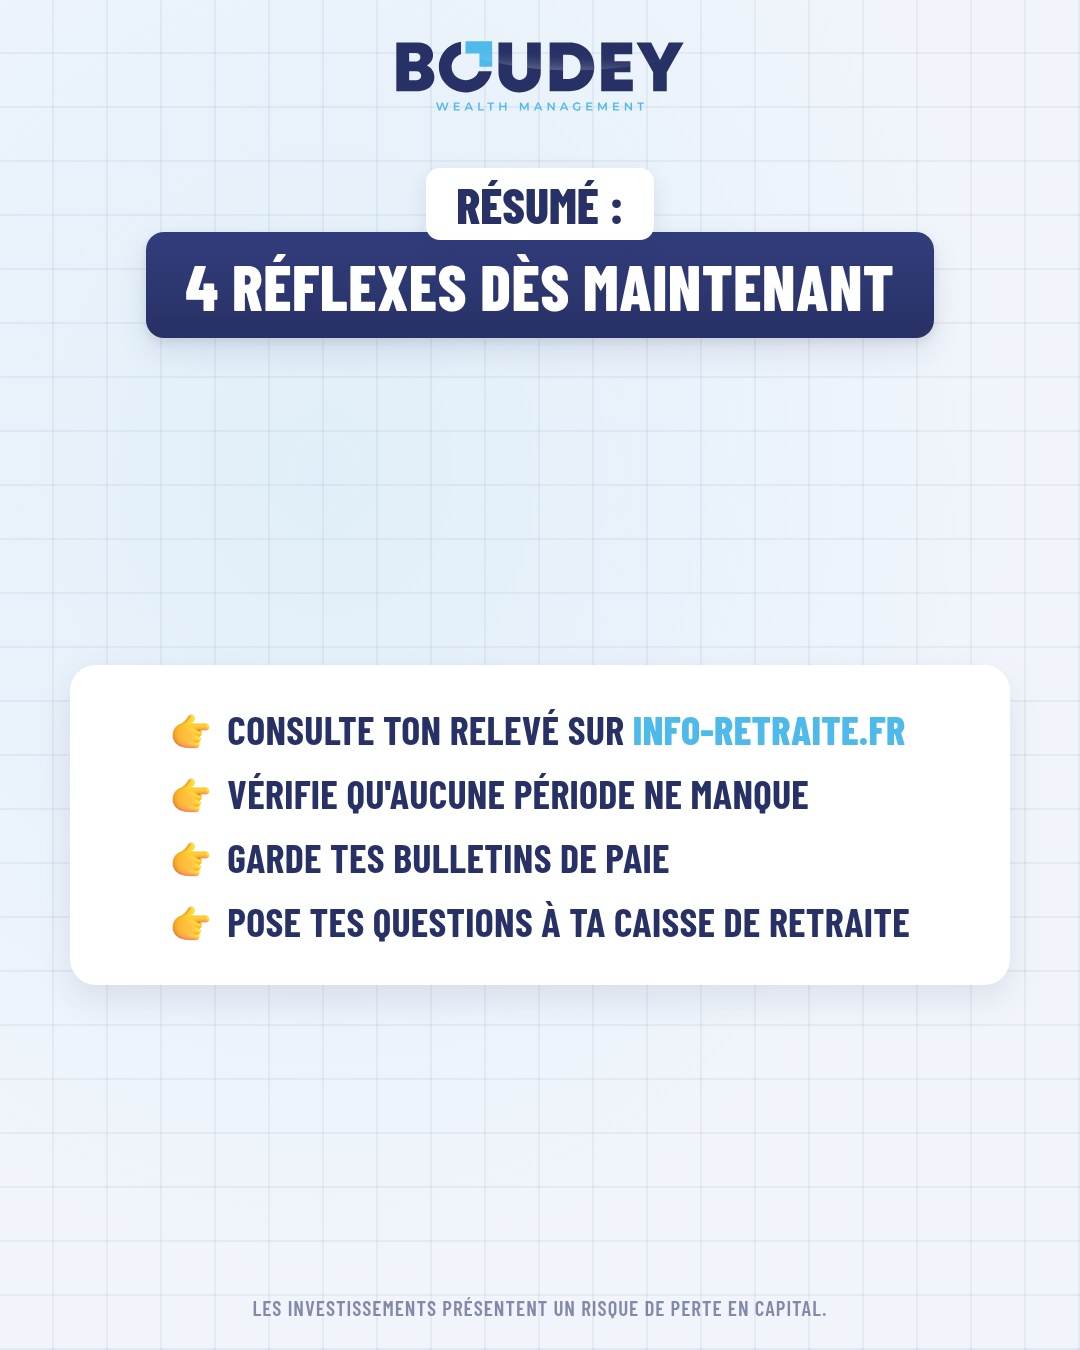 BOUDEY
WEALTH MANAGEMENT
RÉSUMÉ :
4 RÉFLEXES DÈS MAINTENANT
👉 CONSULTE TON RELEVÉ SUR INFO-RETRAITE.FR
👉 VÉRIFIE QU'AUCUNE PÉRIODE NE MANQUE
👉 GARDE TES BULLETINS DE PAIE
👉 POSE TES QUESTIONS À TA CAISSE DE RETRAITE
LES INVESTISSEMENTS PRÉSENTENT UN RISQUE DE PERTE EN CAPITAL.